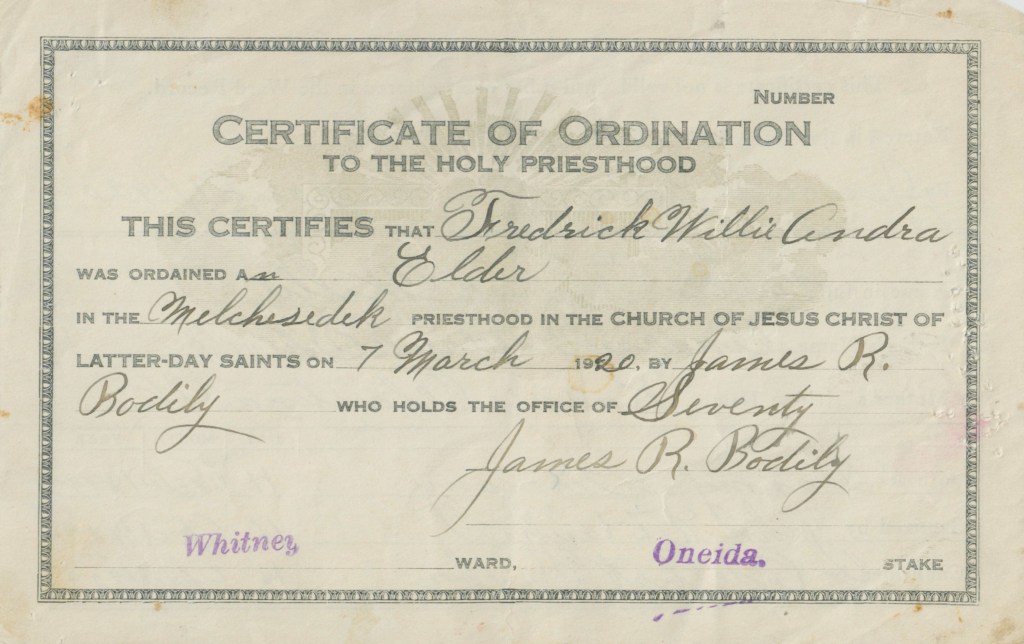 NUMBER
CERTIFICATE OF ORDINATION
TO THE HOLY PRIESTHOOD
THIS CERTIFIES THAT Fredrick Willie Andra
WAS ORDAINED An Elder
IN THE Melchesedek PRIESTHOOD IN THE CHURCH OF JESUS CHRIST OF
LATTER-DAY SAINTS ON 7 March 1920, BY James R.
Bodily WHO HOLDS THE OFFICE OF Seventy
James R. Bodily
Whitney WARD, Oneida. STAKE